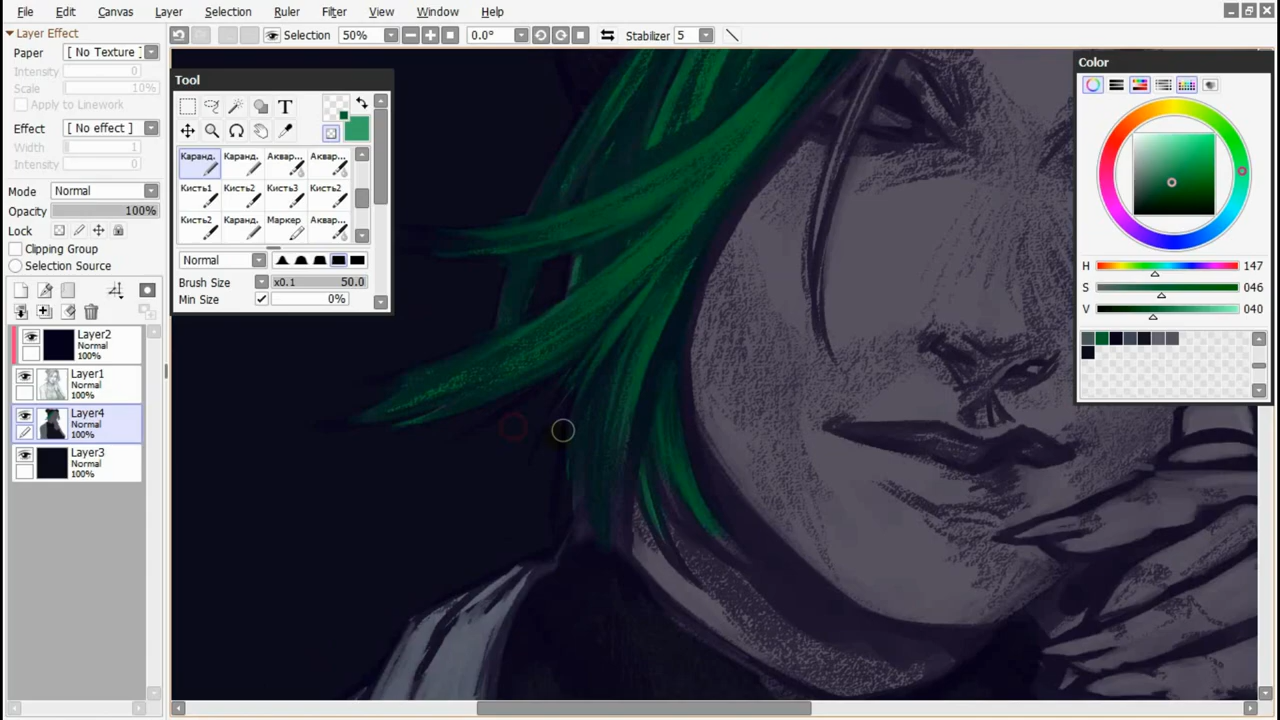 File Edit Canvas Layer Selection Ruler Filter View Window Help
Layer Effect
Selection 50% 0.0° Stabilizer 5
Paper [ No Texture ]
Intensity 0
Scale 10%
Apply to Linework
Effect [ No effect ]
Width 1
Intensity 0
Mode Normal
Opacity 100%
Lock
Clipping Group
Selection Source
Layer2
Normal
100%
Layer1
Normal
100%
Layer4
Normal
100%
Layer3
Normal
100%
Tool
T
Каранд. Каранд. Аквар... Аквар...
Кисть1 Кисть2 Кисть3 Кисть2
Кисть2 Каранд. Маркер Аквар...
Normal
Brush Size x0.1 50.0
Min Size 0%
Color
H 147
S 046
V 040